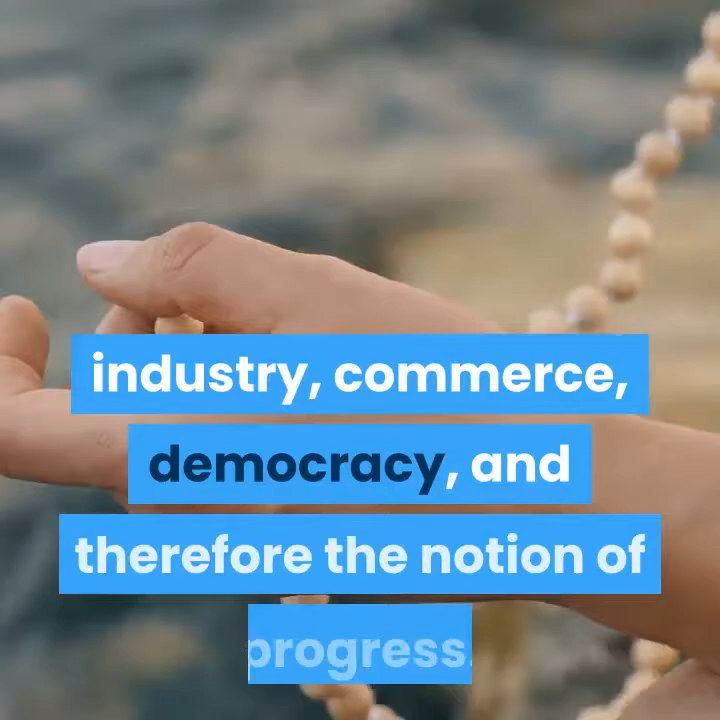 industry, commerce,
democracy, and
therefore the notion of
progress.